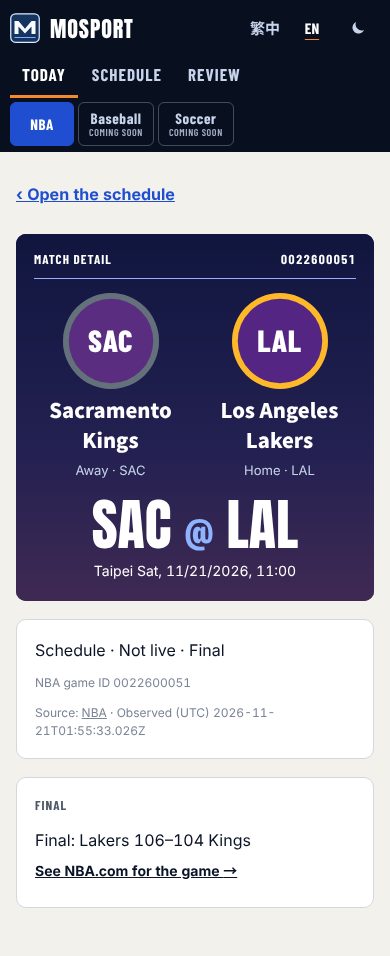 MOSPORT
繁中 EN
TODAY SCHEDULE REVIEW
NBA
Baseball
COMING SOON
Soccer
COMING SOON
‹ Open the schedule
MATCH DETAIL 0022600051
SAC LAL
Sacramento
Kings
Los Angeles
Lakers
Away · SAC Home · LAL
SAC @ LAL
Taipei Sat, 11/21/2026, 11:00
Schedule · Not live · Final
NBA game ID 0022600051
Source: NBA · Observed (UTC) 2026-11-
21T01:55:33.026Z
FINAL
Final: Lakers 106–104 Kings
See NBA.com for the game →